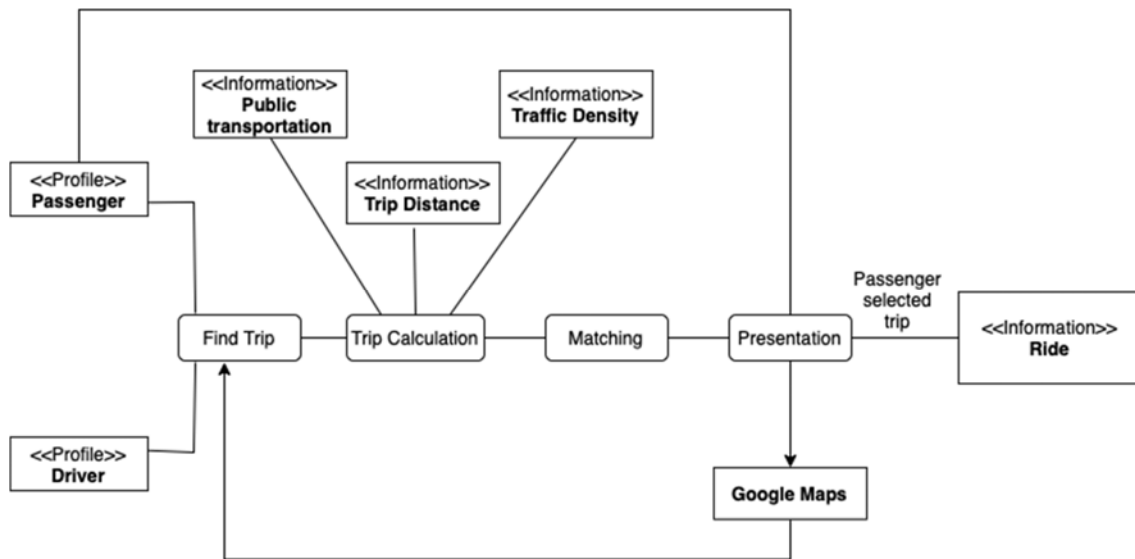 <<Information>>
Public
transportation
<<Information>>
Traffic Density
<<Profile>>
Passenger
<<Information>>
Trip Distance
Passenger
selected
trip
Find Trip
Trip Calculation
Matching
Presentation
<<Information>>
Ride
<<Profile>>
Driver
Google Maps